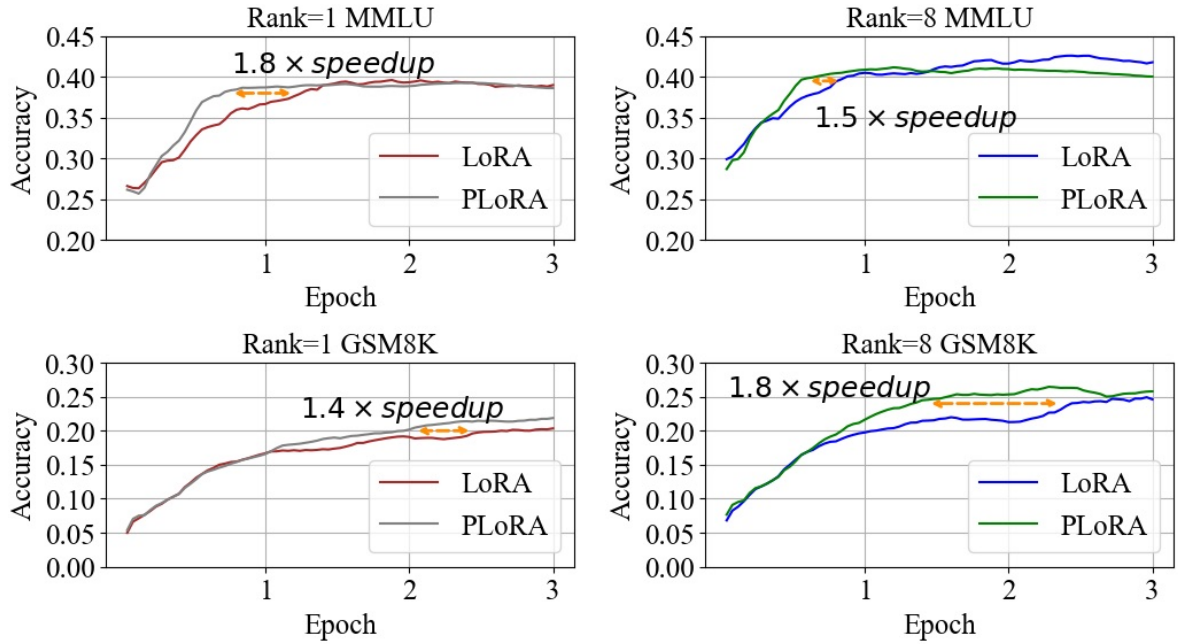 Rank=1 MMLU
0.45
0.40
0.35
0.30
0.25
0.20
Accuracy
1.8 × speedup
LoRA
PLoRA
1 2 3
Epoch
Rank=8 MMLU
0.45
0.40
0.35
0.30
0.25
0.20
Accuracy
1.5 × speedup
LoRA
PLoRA
1 2 3
Epoch
Rank=1 GSM8K
0.30
0.25
0.20
0.15
0.10
0.05
0.00
Accuracy
1.4 × speedup
LoRA
PLoRA
1 2 3
Epoch
Rank=8 GSM8K
0.30
0.25
0.20
0.15
0.10
0.05
0.00
Accuracy
1.8 × speedup
LoRA
PLoRA
1 2 3
Epoch